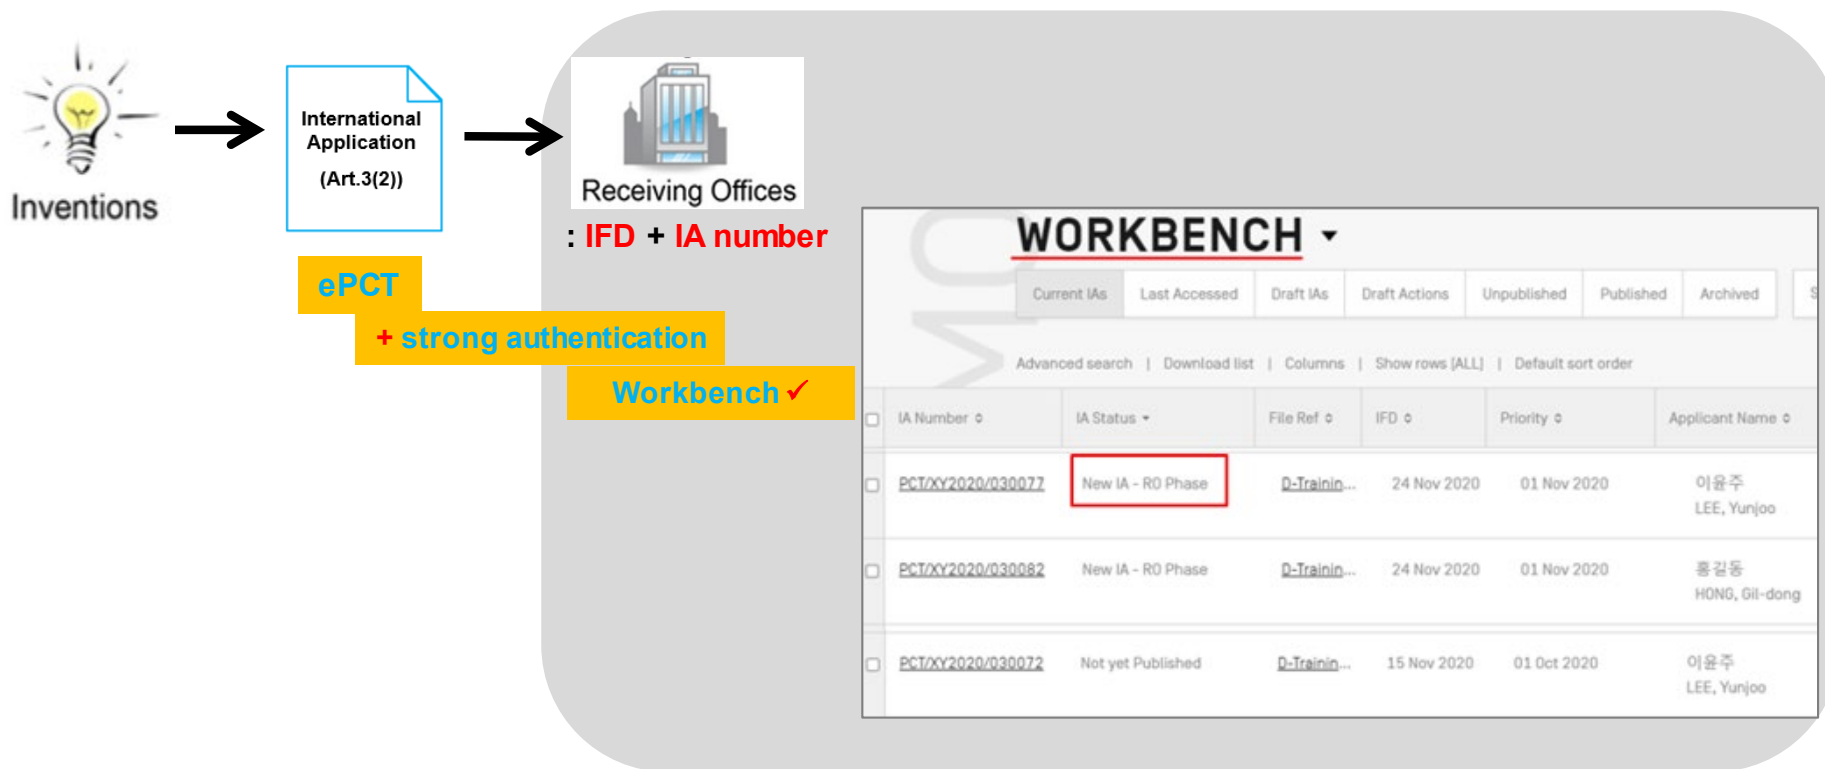 Inventions
International
Application
(Art.3(2))
Receiving Offices
: IFD + IA number
ePCT
+ strong authentication
Workbench ✓
WORKBENCH
Current IAs Last Accessed Draft IAs Draft Actions Unpublished Published Archived S
Advanced search | Download list | Columns | Show rows [ALL] | Default sort order
IA Number IA Status File Ref IFD Priority Applicant Name
PCT/XY2020/030077 New IA - RO Phase D-Trainin... 24 Nov 2020 01 Nov 2020 이윤주
LEE, Yunjoo
PCT/XY2020/030082 New IA - RO Phase D-Trainin... 24 Nov 2020 01 Nov 2020 홍길동
HONG, Gil-dong
PCT/XY2020/030072 Not yet Published D-Trainin... 15 Nov 2020 01 Oct 2020 이윤주
LEE, Yunjoo